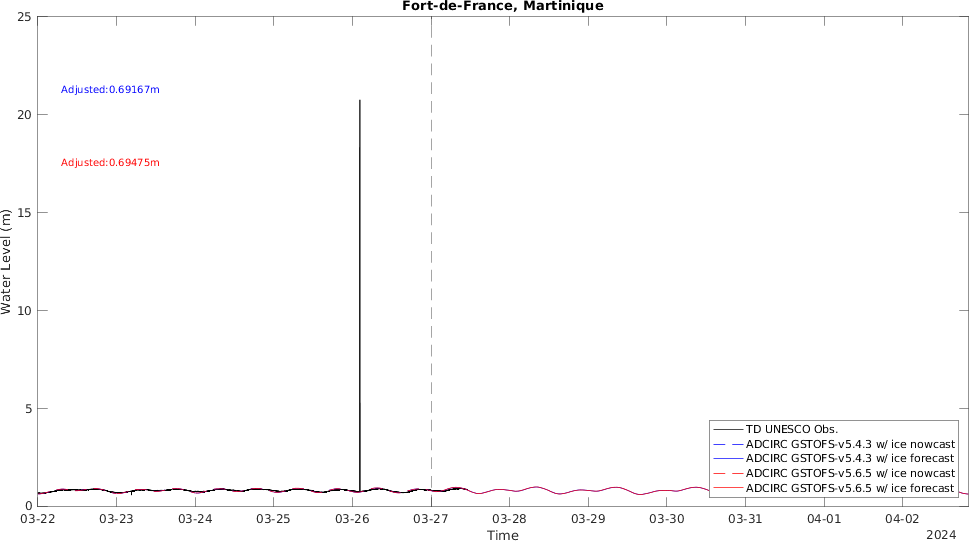 Fort-de-France, Martinique
25
20
15
10
5
0
Water Level (m)
Adjusted:0.69167m
Adjusted:0.69475m
TD UNESCO Obs.
ADCIRC GSTOFS-v5.4.3 w/ ice nowcast
ADCIRC GSTOFS-v5.4.3 w/ ice forecast
ADCIRC GSTOFS-v5.6.5 w/ ice nowcast
ADCIRC GSTOFS-v5.6.5 w/ ice forecast
03-22 03-23 03-24 03-25 03-26 03-27 03-28 03-29 03-30 03-31 04-01 04-02
Time
2024